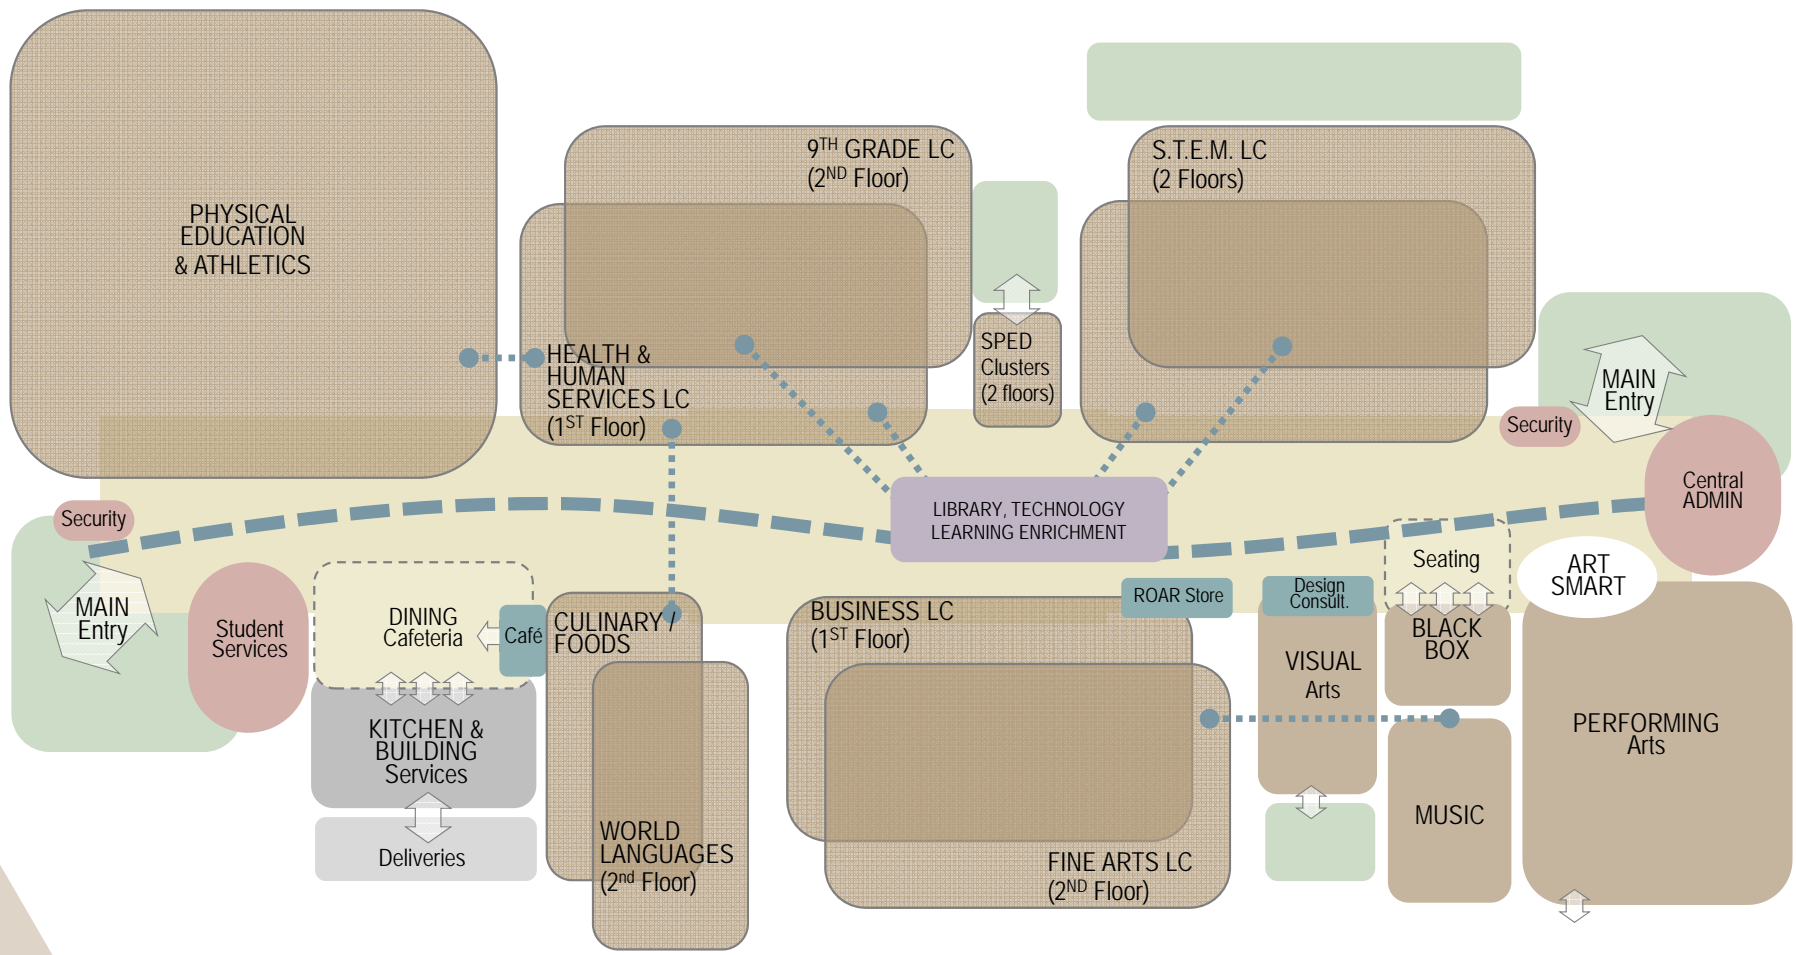 PHYSICAL
EDUCATION
& ATHLETICS
9TH GRADE LC
(2ND Floor)
S.T.E.M. LC
(2 Floors)
HEALTH &
HUMAN
SERVICES LC
(1ST Floor)
SPED
Clusters
(2 floors)
MAIN
Entry
Security
Central
ADMIN
LIBRARY, TECHNOLOGY
LEARNING ENRICHMENT
Security
MAIN
Entry
Student
Services
DINING
Cafeteria
Café
CULINARY /
FOODS
KITCHEN &
BUILDING
Services
Deliveries
WORLD
LANGUAGES
(2nd Floor)
BUSINESS LC
(1ST Floor)
FINE ARTS LC
(2ND Floor)
ROAR Store
Design
Consult.
VISUAL
Arts
Seating
BLACK
BOX
MUSIC
ART
SMART
PERFORMING
Arts